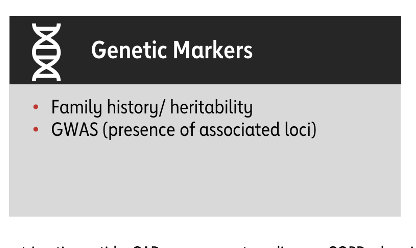 Genetic Markers
• Family history/ heritability
• GWAS (presence of associated loci)